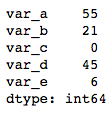 var_a    55
var_b    21
var_c     0
var_d    45
var_e     6
dtype: int64